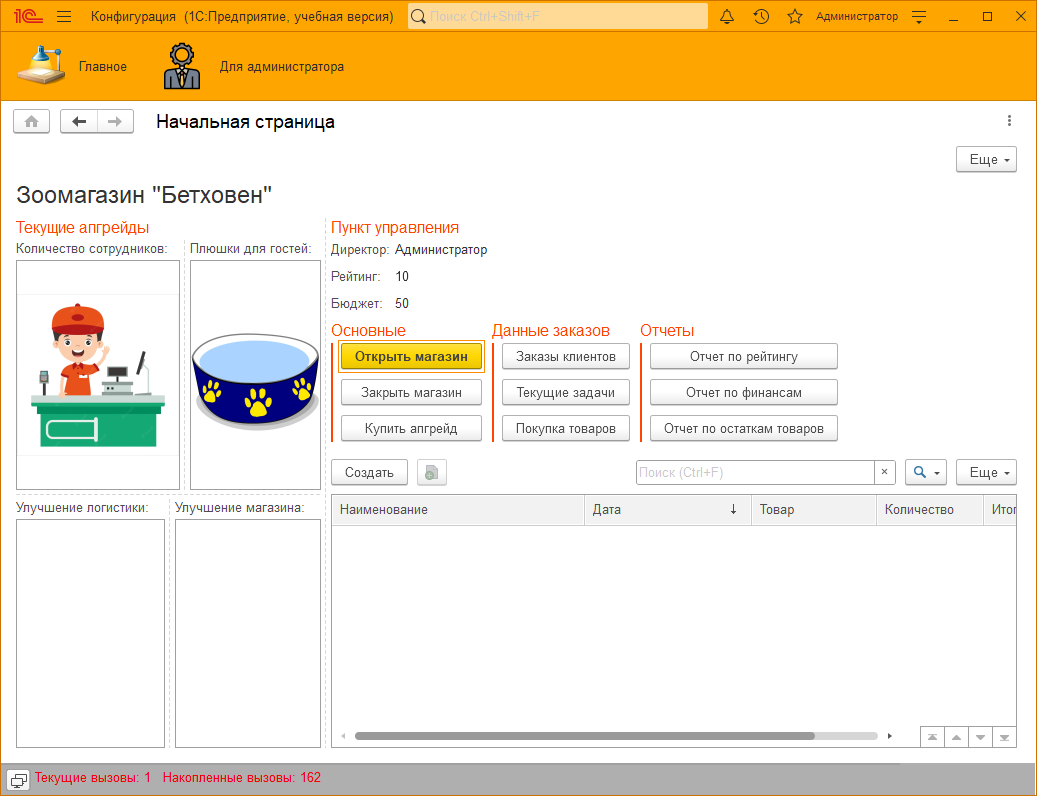 1С Конфигурация (1С:Предприятие, учебная версия) Поиск Ctrl+Shift+F Администратор
Главное Для администратора
Начальная страница
Еще
Зоомагазин "Бетховен"
Текущие апгрейды
Количество сотрудников: Плюшки для гостей:
Пункт управления
Директор: Администратор
Рейтинг: 10
Бюджет: 50
Основные Данные заказов Отчеты
Открыть магазин Заказы клиентов Отчет по рейтингу
Закрыть магазин Текущие задачи Отчет по финансам
Купить апгрейд Покупка товаров Отчет по остаткам товаров
Создать Поиск (Ctrl+F) × Еще
Улучшение логистики: Улучшение магазина:
Наименование Дата ↓ Товар Количество Итог
Текущие вызовы: 1 Накопленные вызовы: 162